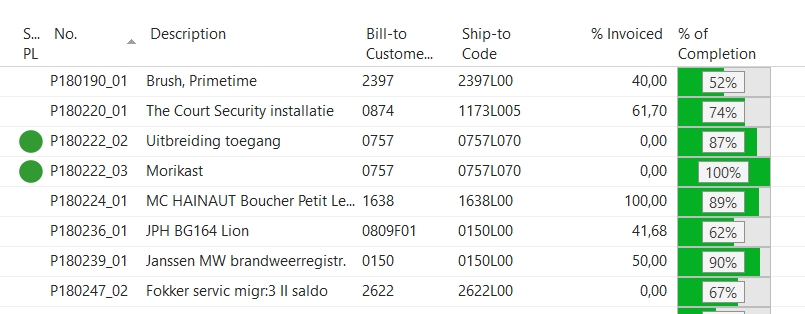 S... No. Description Bill-to Ship-to % Invoiced % of
PL Custome... Code Completion
P180190_01 Brush, Primetime 2397 2397L00 40,00 52%
P180220_01 The Court Security installatie 0874 1173L005 61,70 74%
P180222_02 Uitbreiding toegang 0757 0757L070 0,00 87%
P180222_03 Morikast 0757 0757L070 0,00 100%
P180224_01 MC HAINAUT Boucher Petit Le... 1638 1638L00 100,00 89%
P180236_01 JPH BG164 Lion 0809F01 0150L00 41,68 62%
P180239_01 Janssen MW brandweerregistr. 0150 0150L00 50,00 90%
P180247_02 Fokker servic migr:3 II saldo 2622 2622L00 0,00 67%